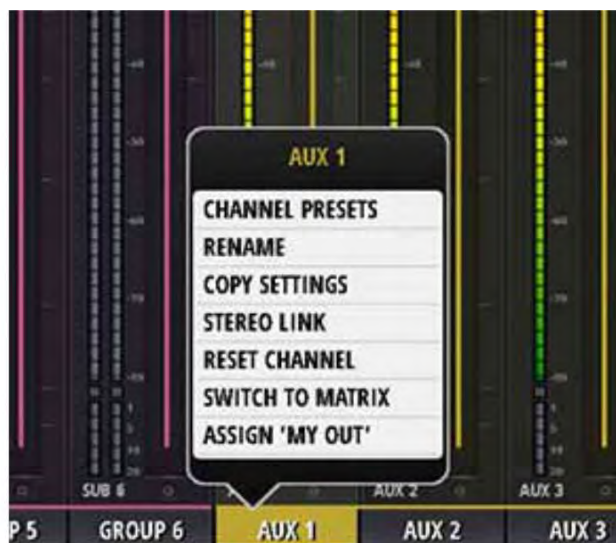 AUX 1
CHANNEL PRESETS
RENAME
COPY SETTINGS
STEREO LINK
RESET CHANNEL
SWITCH TO MATRIX
ASSIGN 'MY OUT'
SUB 6
AUX 2
AUX 3
P 5
GROUP 6
AUX 1
AUX 2
AUX 3